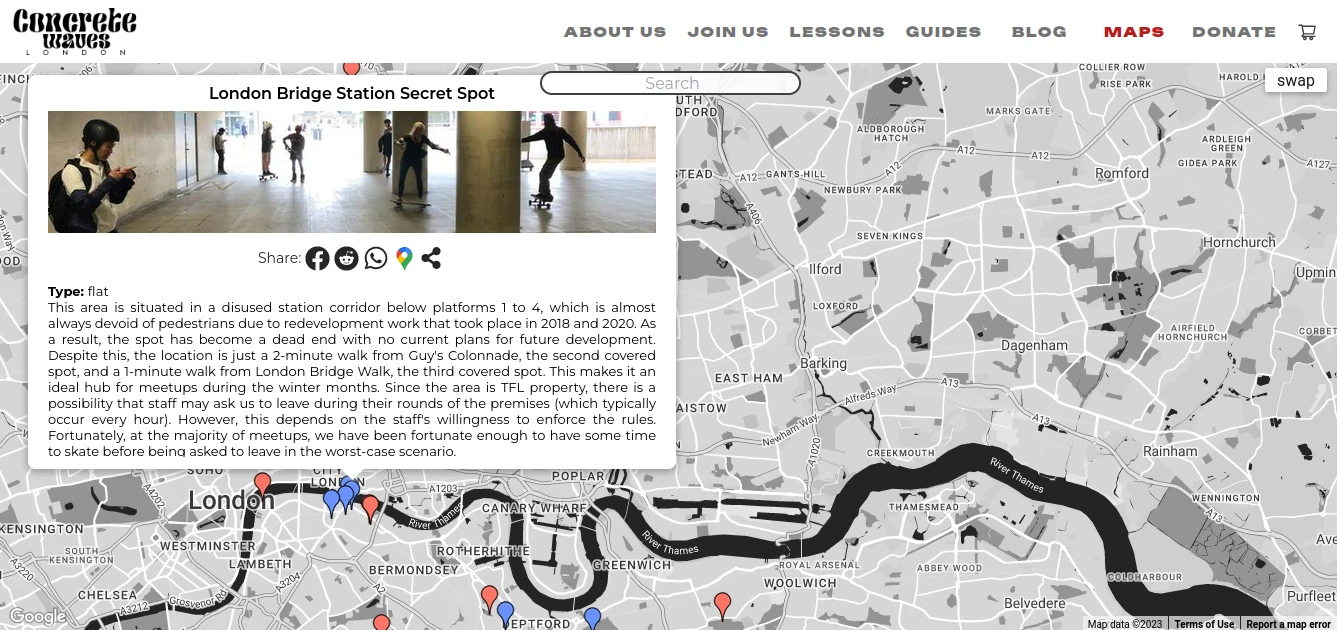 Concrete
waves
LONDON
ABOUT US JOIN US LESSONS GUIDES BLOG MAPS DONATE
Search
swap
London Bridge Station Secret Spot
Share:
Type: flat
This area is situated in a disused station corridor below platforms 1 to 4, which is almost
always devoid of pedestrians due to redevelopment work that took place in 2018 and 2020. As
a result, the spot has become a dead end with no current plans for future development.
Despite this, the location is just a 2-minute walk from Guy's Colonnade, the second covered
spot, and a 1-minute walk from London Bridge Walk, the third covered spot. This makes it an
ideal hub for meetups during the winter months. Since the area is TFL property, there is a
possibility that staff may ask us to leave during their rounds of the premises (which typically
occur every hour). However, this depends on the staff's willingness to enforce the rules.
Fortunately, at the majority of meetups, we have been fortunate enough to have some time
to skate before being asked to leave in the worst-case scenario.
COLLIER ROW
RISE PARK
HAROLD
A12
MARKS GATE
ALDBOROUGH
HATCH
ARDLEIGH
GREEN
GIDEA PARK
A127
A12
A12
A12
A12
GANTS HILL
NEWBURY PARK
Romford
A406
SEVEN KINGS
Hornchurch
Ilford
Upmin
LOXFORD
AIRFIELD
HORNCHURCH
CORBET
Dagenham
Barking
EAST HAM
A13
Alfreds Way
AISTOW
A13
Newham Way
A1020
CREEKMOUTH
Rainham
River Thames
SOHO
CITY
LONDON
London
A4202
A1203
POPLAR
CANARY WHARF
River Thames
WENNINGTON
A13
THAMESMEAD
KENSINGTON
SOUTH
KENSINGTON
WESTMINSTER
ROTHERHITHE
River Thames
Ave
A3220
LAMBETH
BERMONDSEY
GREENWICH
ROYAL ARSENAL
ABBEY WOOD
COLDHARBOUR
A3204
A2
WOOLWICH
CHELSEA
Grosvenor Rd
A3212
Belvedere
Purfleet
EPTFORD
Google
Map data ©2023 Terms of Use Report a map error